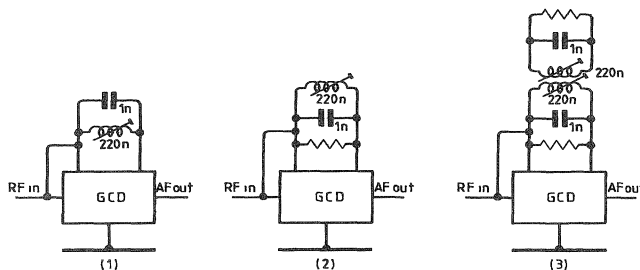 1n
220n
RF in
GCD
AF out
(1)
220n
1n
RF in
GCD
AF out
(2)
1n
220n
220n
1n
RF in
GCD
AF ou
(3)